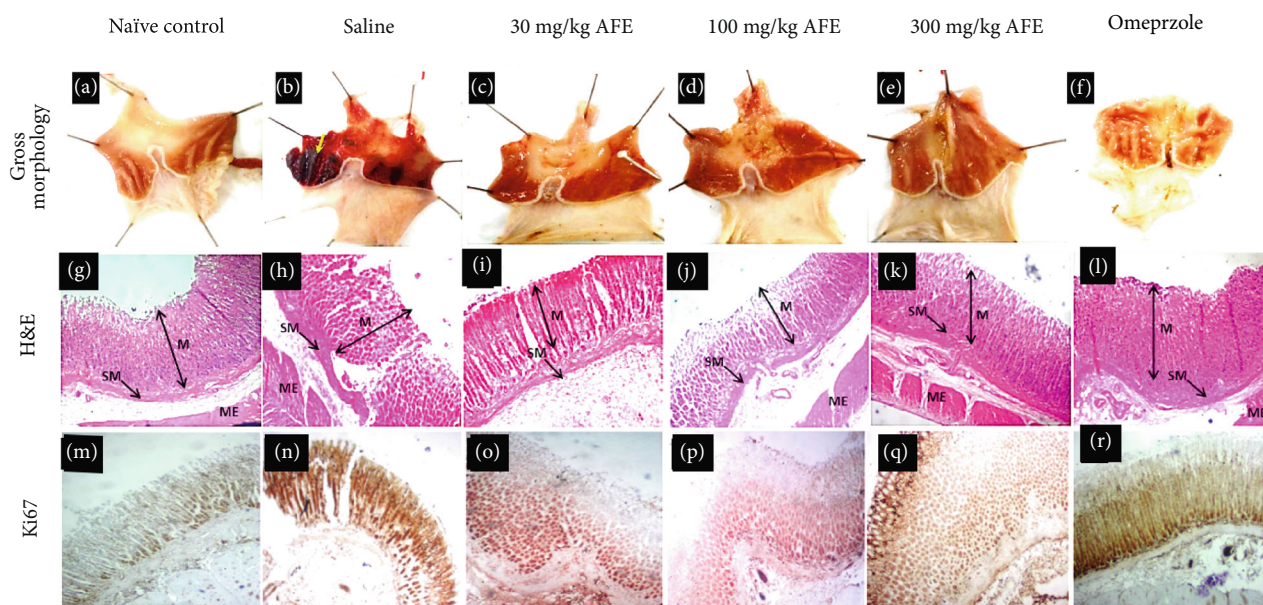 Naïve control Saline 30 mg/kg AFE 100 mg/kg AFE 300 mg/kg AFE Omeprzole
Gross
morphology
(a) (b) (c) (d) (e) (f)
H&E
(g) (h) (i) (j) (k) (l)
M SM ME
M SM ME
M SM
M SM ME
M SM ME
M SM ME
Ki67
(m) (n) (o) (p) (q) (r)